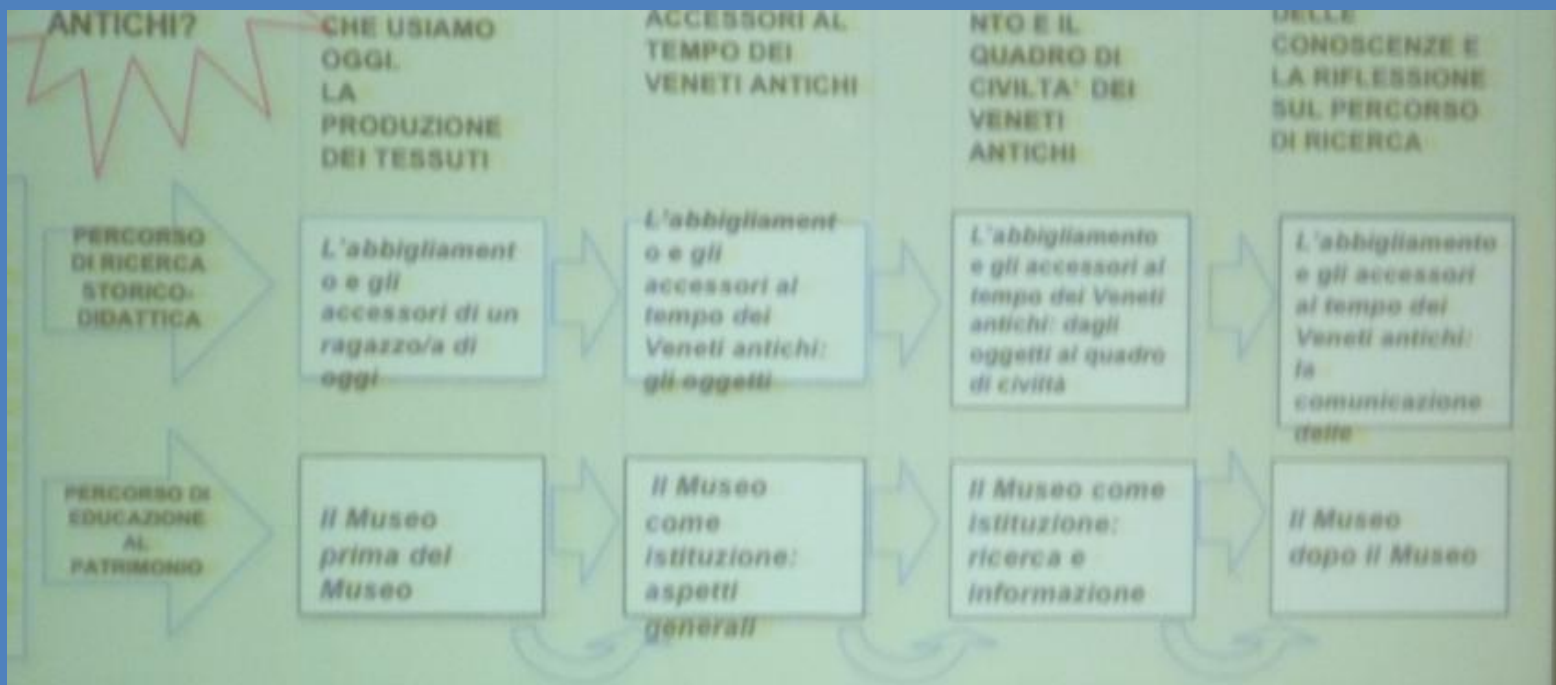 ANTICHI?
CHE USIAMO
OGGI.
LA
PRODUZIONE
DEI TESSUTI
ACCESSORI AL
TEMPO DEI
VENETI ANTICHI
NTO E IL
QUADRO DI
CIVILTA' DEI
VENETI
ANTICHI
DELLE
CONOSCENZE E
LA RIFLESSIONE
SUL PERCORSO
DI RICERCA
PERCORSO
DI RICERCA
STORICO-
DIDATTICA
L'abbigliament
o e gli
accessori di un
ragazzo/a di
oggi
L'abbigliament
o e gli
accessori al
tempo dei
Veneti antichi:
gli oggetti
L'abbigliamento
e gli accessori al
tempo dei Veneti
antichi: dagli
oggetti al quadro
di civiltà
L'abbigliamento
e gli accessori
al tempo dei
Veneti antichi:
la
comunicazione
delle
PERCORSO DI
EDUCAZIONE
AL
PATRIMONIO
Il Museo
prima del
Museo
Il Museo
come
Istituzione:
aspetti
generali
Il Museo come
Istituzione:
ricerca e
informazione
Il Museo
dopo il Museo